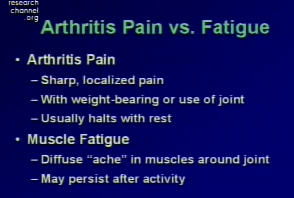 research
channel
.org
Arthritis Pain vs. Fatigue
• Arthritis Pain
– Sharp, localized pain
– With weight-bearing or use of joint
– Usually halts with rest
• Muscle Fatigue
– Diffuse “ache” in muscles around joint
– May persist after activity